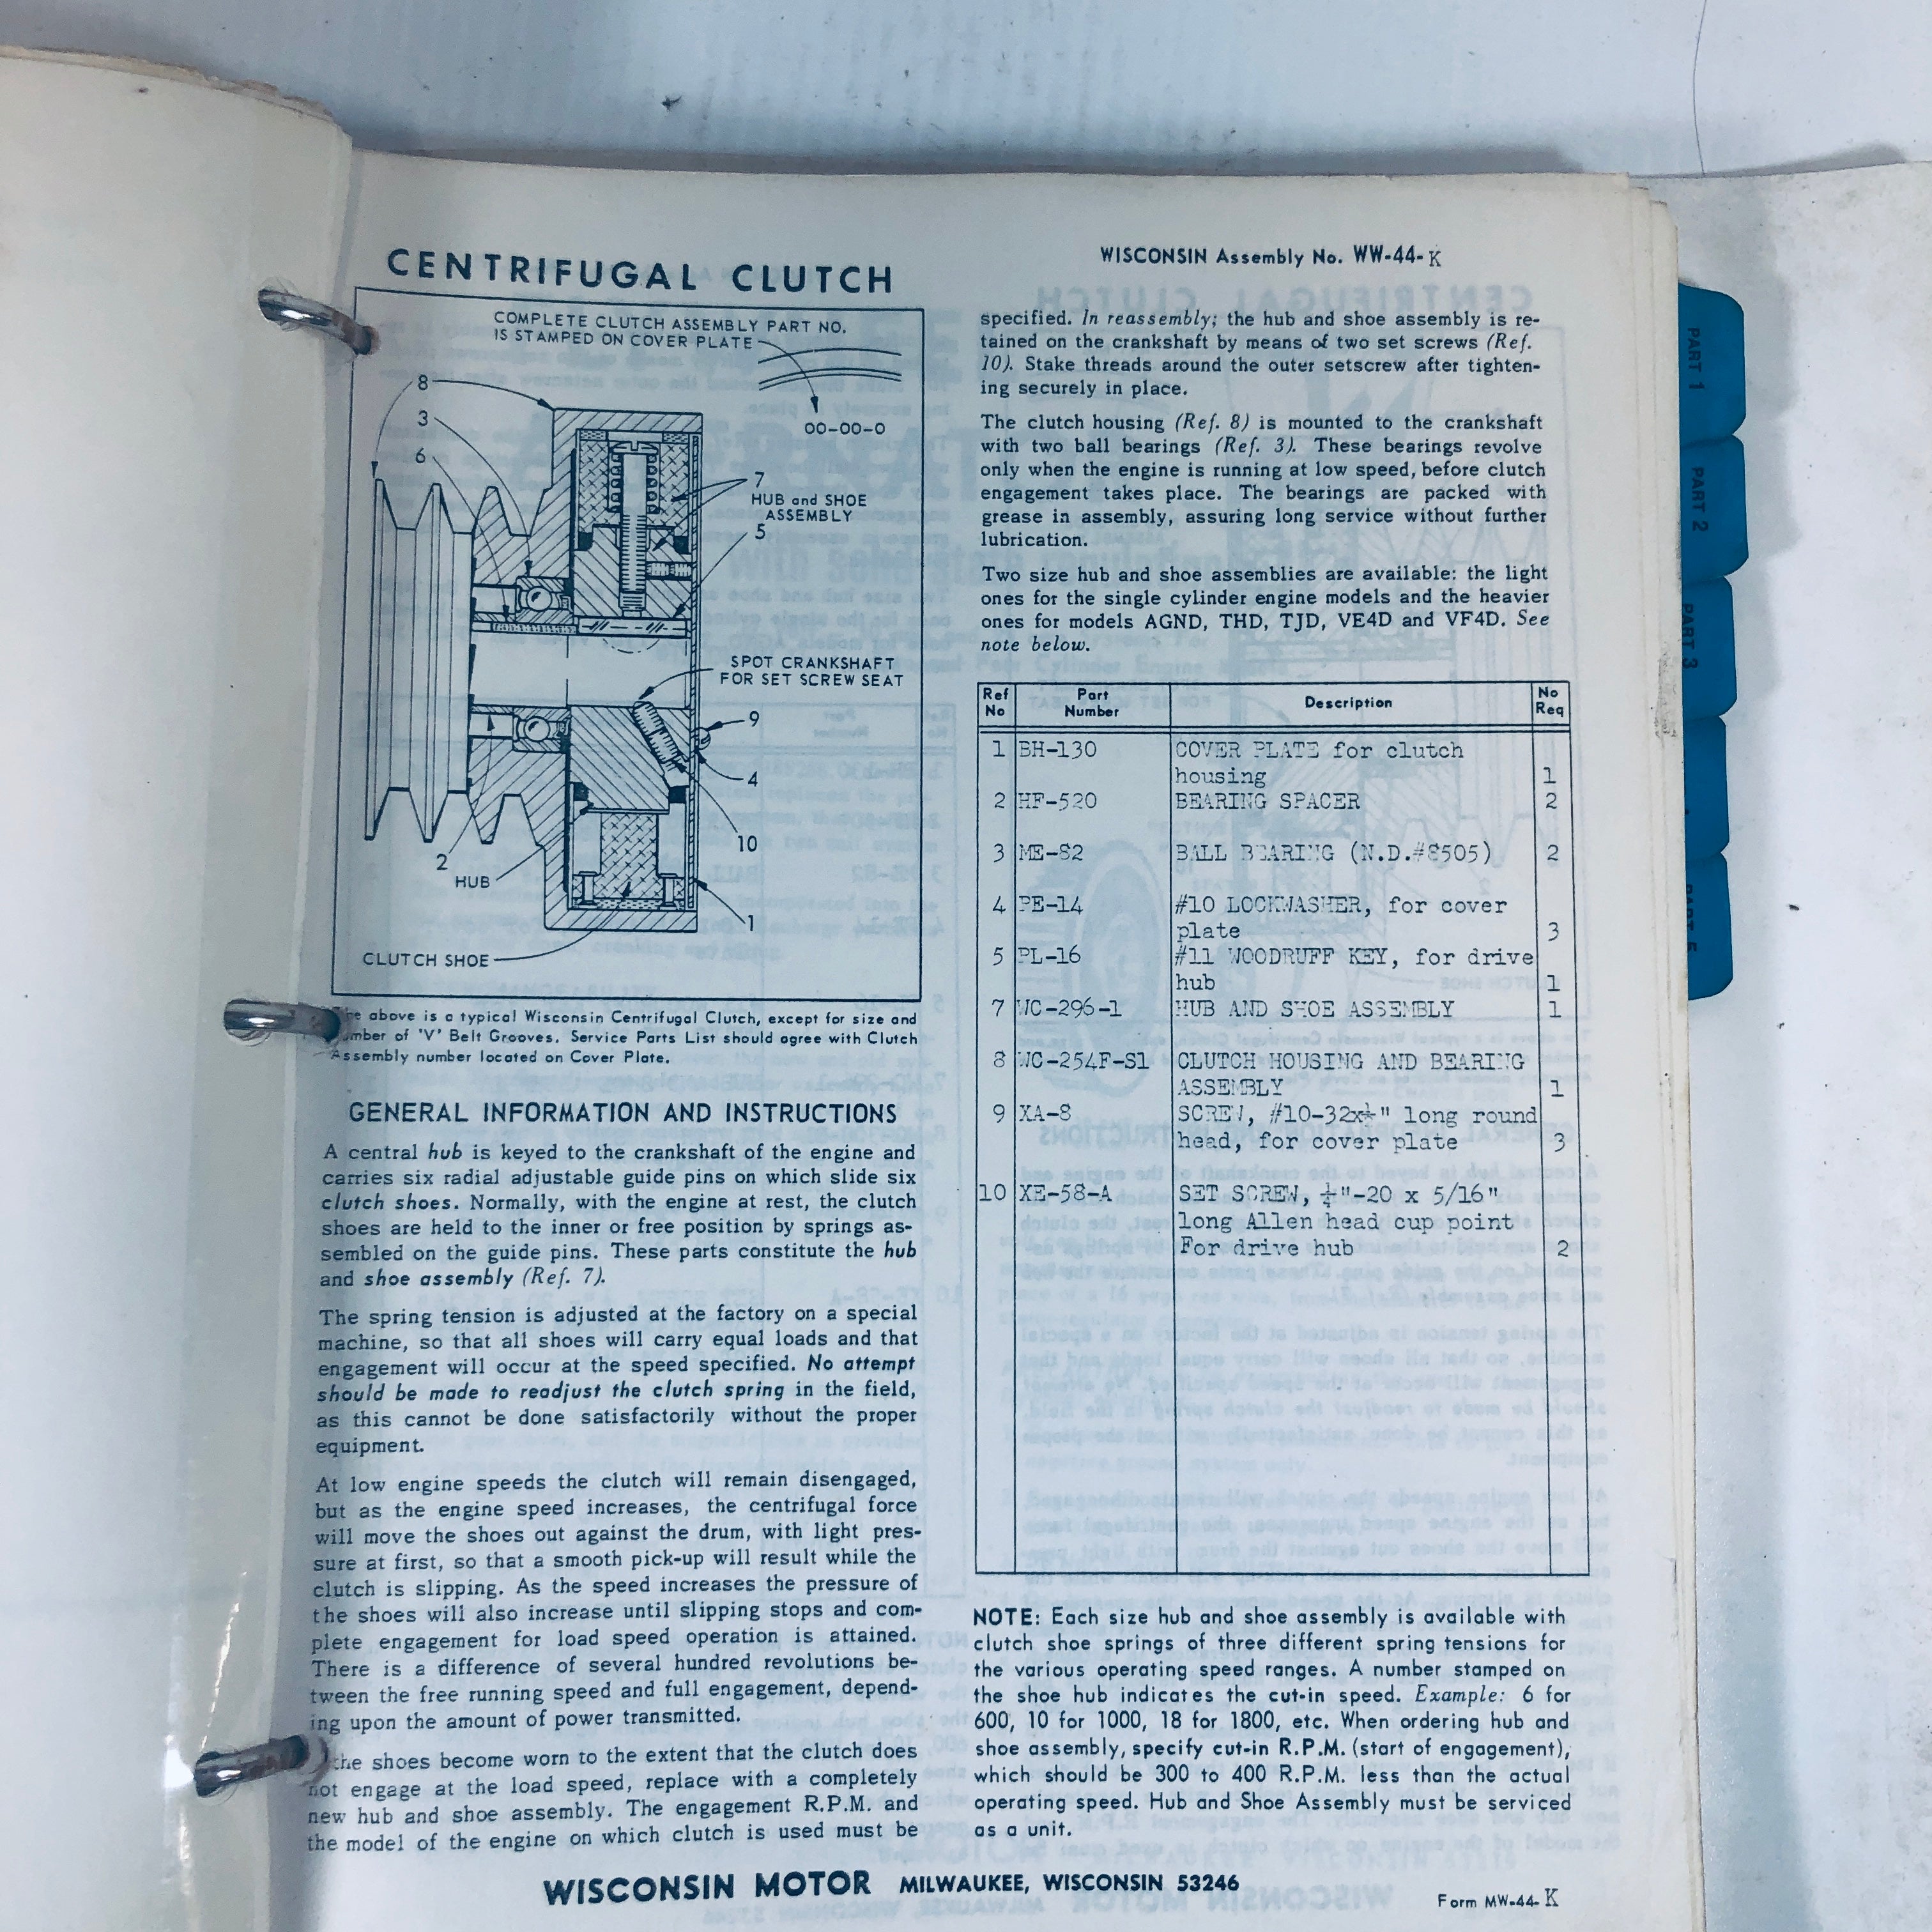 CENTRIFUGAL CLUTCH
COMPLETE CLUTCH ASSEMBLY PART NO.
IS STAMPED ON COVER PLATE
00-00-0
8
3
6
7
HUB and SHOE
ASSEMBLY
5
SPOT CRANKSHAFT
FOR SET SCREW SEAT
9
4
10
2
HUB
1
CLUTCH SHOE
above is a typical Wisconsin Centrifugal Clutch, except for size and
of 'V' Belt Grooves. Service Parts List should agree with Clutch
Assembly number located on Cover Plate.
GENERAL INFORMATION AND INSTRUCTIONS
A central hub is keyed to the crankshaft of the engine and
carries six radial adjustable guide pins on which slide six
clutch shoes. Normally, with the engine at rest, the clutch
shoes are held to the inner or free position by springs as-
sembled on the guide pins. These parts constitute the hub
and shoe assembly (Ref. 7).
The spring tension is adjusted at the factory on a special
machine, so that all shoes will carry equal loads and that
engagement will occur at the speed specified. No attempt
should be made to readjust the clutch spring in the field,
as this cannot be done satisfactorily without the proper
equipment.
At low engine speeds the clutch will remain disengaged,
but as the engine speed increases, the centrifugal force
will move the shoes out against the drum, with light pres-
sure at first, so that a smooth pick-up will result while the
clutch is slipping. As the speed increases the pressure of
the shoes will also increase until slipping stops and com-
plete engagement for load speed operation is attained.
There is a difference of several hundred revolutions be-
tween the free running speed and full engagement, depend-
ing upon the amount of power transmitted.
the shoes become worn to the extent that the clutch does
not engage at the load speed, replace with a completely
new hub and shoe assembly. The engagement R.P.M. and
the model of the engine on which clutch is used must be
WISCONSIN Assembly No. WW-44-K
specified. In reassembly; the hub and shoe assembly is re-
tained on the crankshaft by means of two set screws (Ref.
10). Stake threads around the outer setscrew after tighten-
ing securely in place.
The clutch housing (Ref. 8) is mounted to the crankshaft
with two ball bearings (Ref. 3). These bearings revolve
only when the engine is running at low speed, before clutch
engagement takes place. The bearings are packed with
grease in assembly, assuring long service without further
lubrication.
Two size hub and shoe assemblies are available: the light
ones for the single cylinder engine models and the heavier
ones for models AGND, THD, TJD, VE4D and VF4D. See
note below.
Ref No Part Number Description No Req
1 BH-130 COVER PLATE for clutch
housing 1
2 HF-520 BEARING SPACER 2
3 ME-82 BALL BEARING (N.D.#8505) 2
4 PE-14 #10 LOCKWASHER, for cover
plate 3
5 PL-16 #11 WOODRUFF KEY, for drive
hub 1
7 WC-296-1 HUB AND SHOE ASSEMBLY 1
8 WC-254F-S1 CLUTCH HOUSING AND BEARING
ASSEMBLY 1
9 XA-8 SCREW, #10-32x¼" long round
head, for cover plate 3
10 XE-58-A SET SCREW, ¼"-20 x 5/16"
long Allen head cup point
For drive hub 2
NOTE: Each size hub and shoe assembly is available with
clutch shoe springs of three different spring tensions for
the various operating speed ranges. A number stamped on
the shoe hub indicates the cut-in speed. Example: 6 for
600, 10 for 1000, 18 for 1800, etc. When ordering hub and
shoe assembly, specify cut-in R.P.M. (start of engagement),
which should be 300 to 400 R.P.M. less than the actual
operating speed. Hub and Shoe Assembly must be serviced
as a unit.
WISCONSIN MOTOR MILWAUKEE, WISCONSIN 53246
Form MW-44-K
PART 1
PART 2
PART 3
PART 5